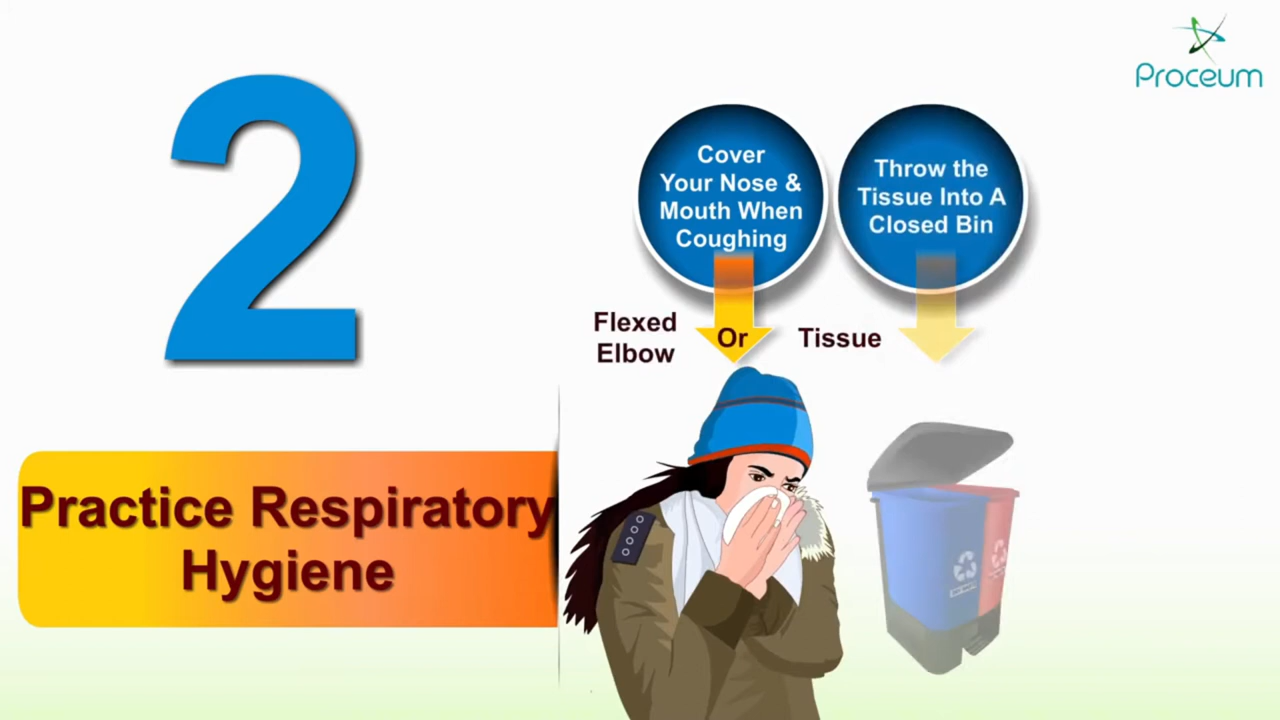 Proceum
2
Practice Respiratory
Hygiene
Cover
Your Nose &
Mouth When
Coughing
Throw the
Tissue Into A
Closed Bin
Flexed
Elbow
Or
Tissue